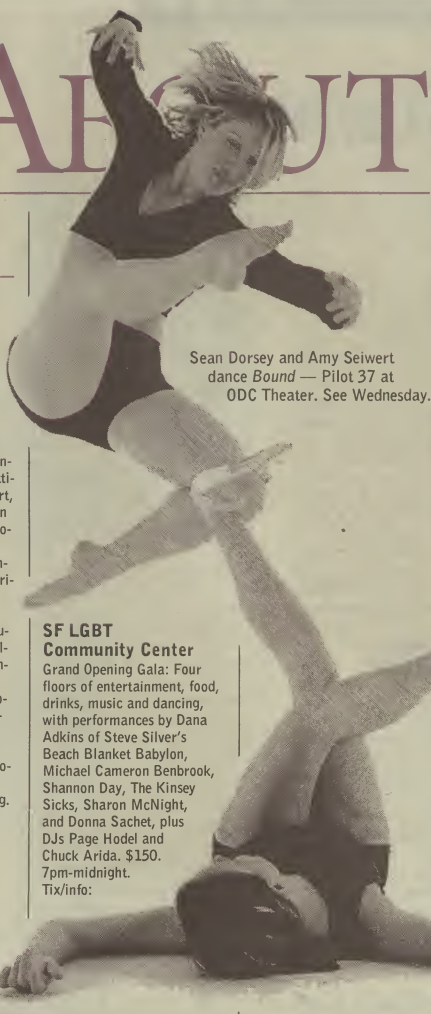 ABOUT
Sean Dorsey and Amy Seiwert
dance Bound — Pilot 37 at
ODC Theater. See Wednesday.
n-
ti-
rt,
n
o-
n-
ri-
u-
l-
n-
o-
-
o-
g.
SF LGBT
Community Center
Grand Opening Gala: Four
floors of entertainment, food,
drinks, music and dancing,
with performances by Dana
Adkins of Steve Silver's
Beach Blanket Babylon,
Michael Cameron Benbrook,
Shannon Day, The Kinsey
Sicks, Sharon McNight,
and Donna Sachet, plus
DJs Page Hodel and
Chuck Arida. $150.
7pm-midnight.
Tix/info: